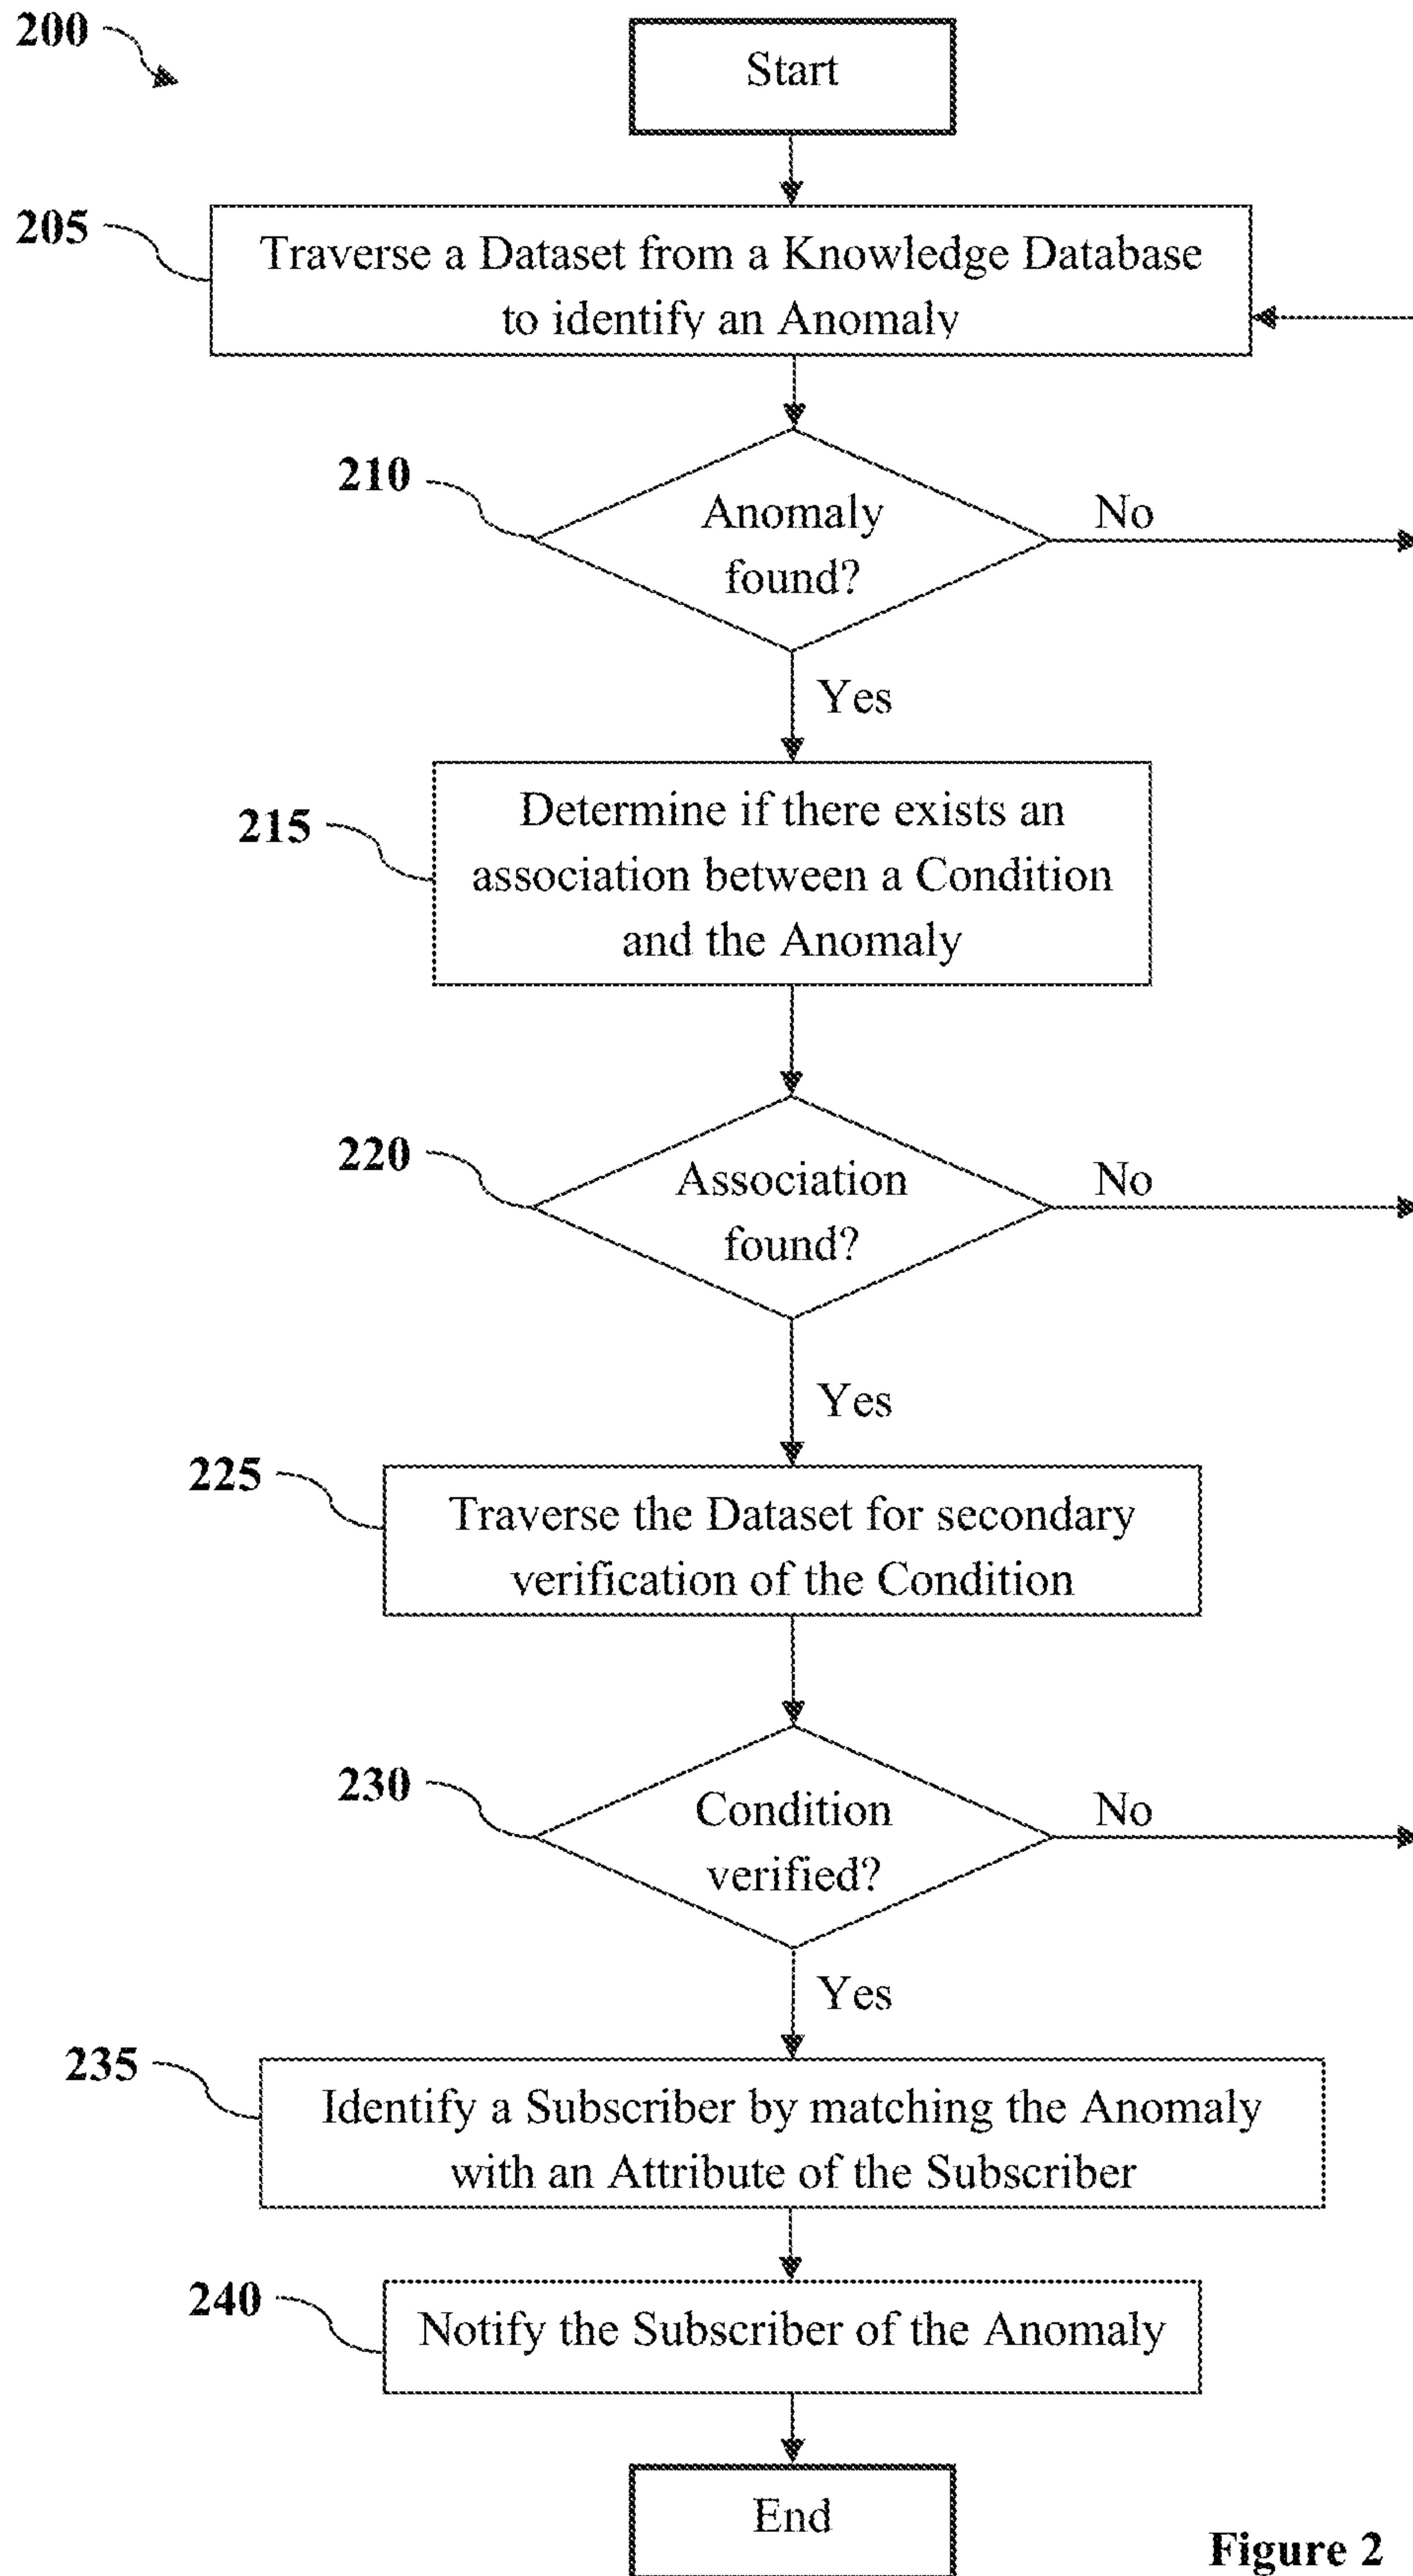 200
Start
205
Traverse a Dataset from a Knowledge Database
to identify an Anomaly
210
Anomaly
found?
No
Yes
215
Determine if there exists an
association between a Condition
and the Anomaly
220
Association
found?
No
Yes
225
Traverse the Dataset for secondary
verification of the Condition
230
Condition
verified?
No
Yes
235
Identify a Subscriber by matching the Anomaly
with an Attribute of the Subscriber
240
Notify the Subscriber of the Anomaly
End
Figure 2